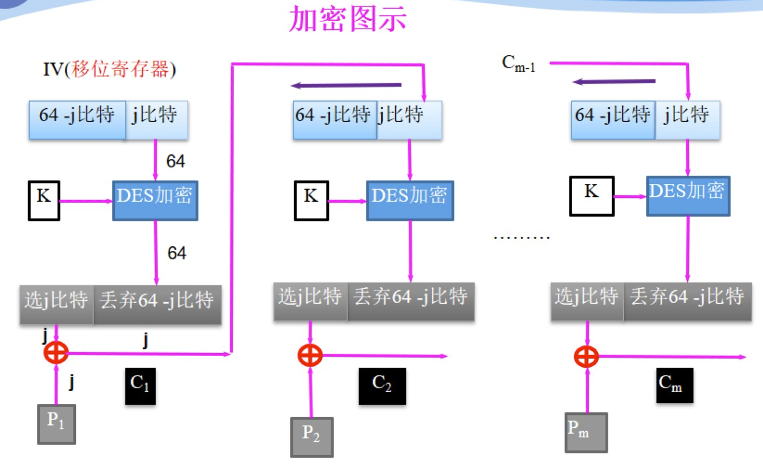 加密图示
IV(移位寄存器)
C_{m-1}
64 -j比特 j比特
64 -j比特 j比特
64 -j比特 j比特
64
K DES加密
K DES加密
K DES加密
64
………
选j比特 丢弃64 -j比特
选j比特 丢弃64 -j比特
选j比特 丢弃64 -j比特
j
j
j
C_1
C_2
C_m
P_1
P_2
P_m